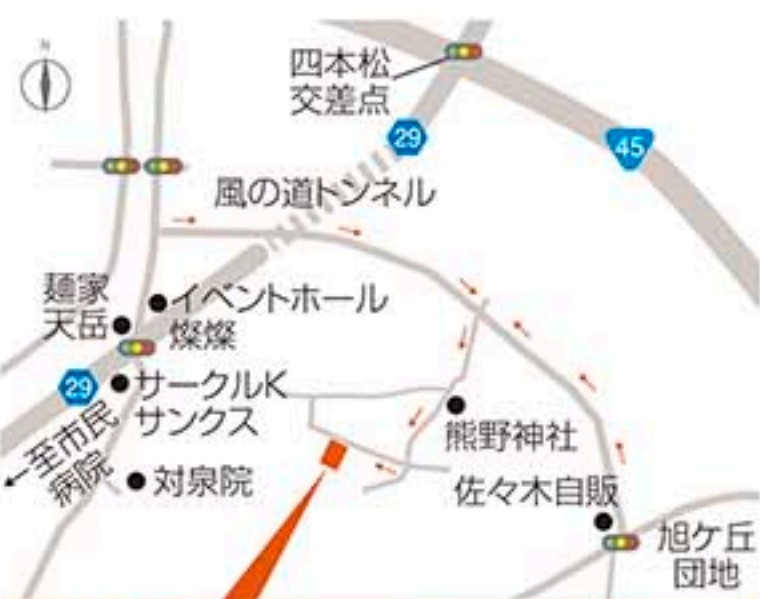 N
四本松
交差点
29
45
風の道トンネル
麺家
天岳
イベントホール
燦燦
29
サークルK
サンクス
←至市民
病院
対泉院
熊野神社
佐々木自販
旭ケ丘
団地